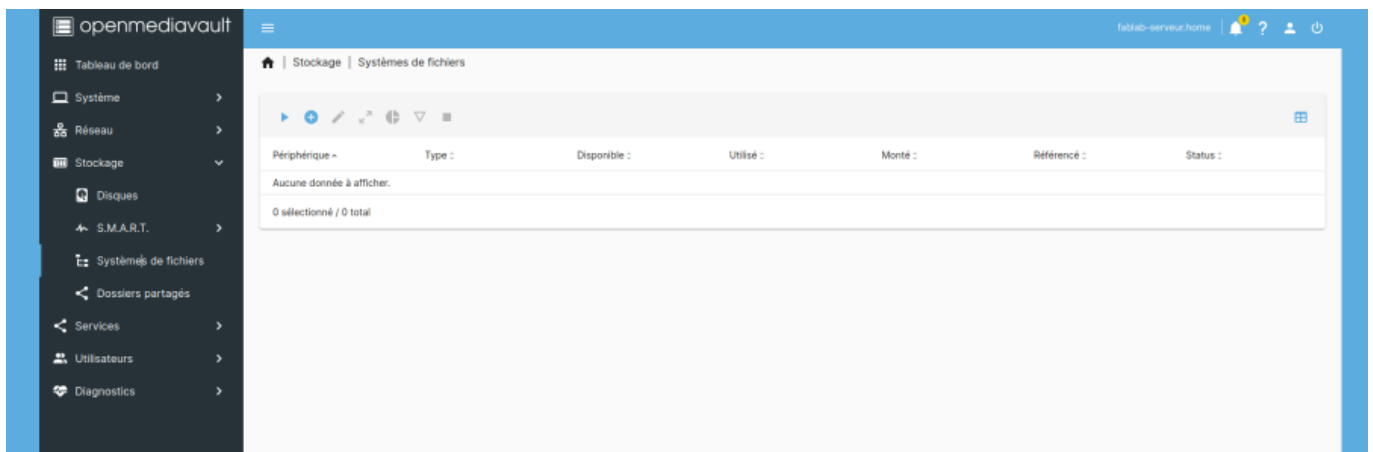 openmediavault
fablab-serveur.home
Tableau de bord
Système
Réseau
Stockage
Disques
S.M.A.R.T.
Systèmes de fichiers
Dossiers partagés
Services
Utilisateurs
Diagnostics
Stockage | Systèmes de fichiers
Périphérique Type Disponible Utilisé Monté Référencé Status
Aucune donnée à afficher.
0 sélectionné / 0 total